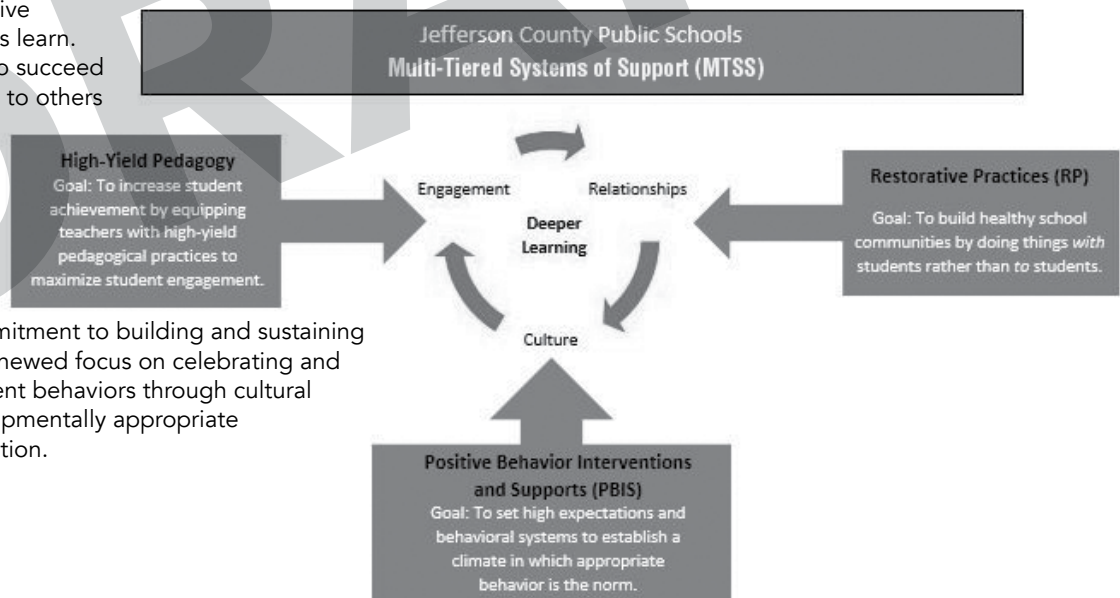 ive
s learn.
o succeed
to others
Jefferson County Public Schools
Multi-Tiered Systems of Support (MTSS)
High-Yield Pedagogy
Goal: To increase student
achievement by equipping
teachers with high-yield
pedagogical practices to
maximize student engagement.
Engagement
Relationships
Deeper
Learning
Culture
Restorative Practices (RP)
Goal: To build healthy school
communities by doing things with
students rather than to students.
mitment to building and sustaining
newed focus on celebrating and
ent behaviors through cultural
pmentally appropriate
tion.
Positive Behavior Interventions
and Supports (PBIS)
Goal: To set high expectations and
behavioral systems to establish a
climate in which appropriate
behavior is the norm.